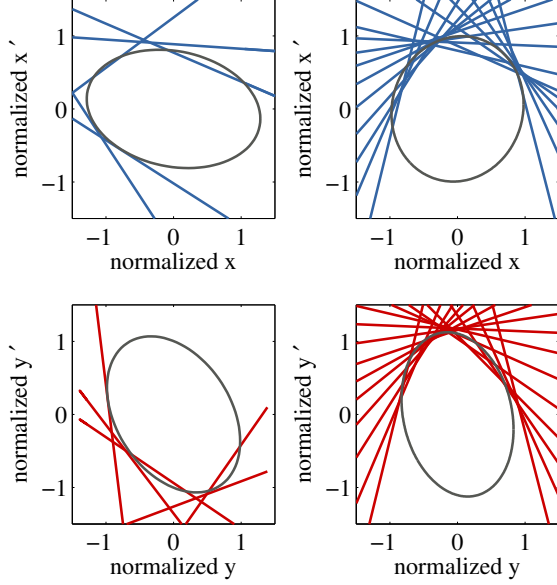 normalized x′
1
0
−1
−1 0 1
normalized x
normalized x′
1
0
−1
−1 0 1
normalized x
normalized y′
1
0
−1
−1 0 1
normalized y
normalized y′
1
0
−1
−1 0 1
normalized y